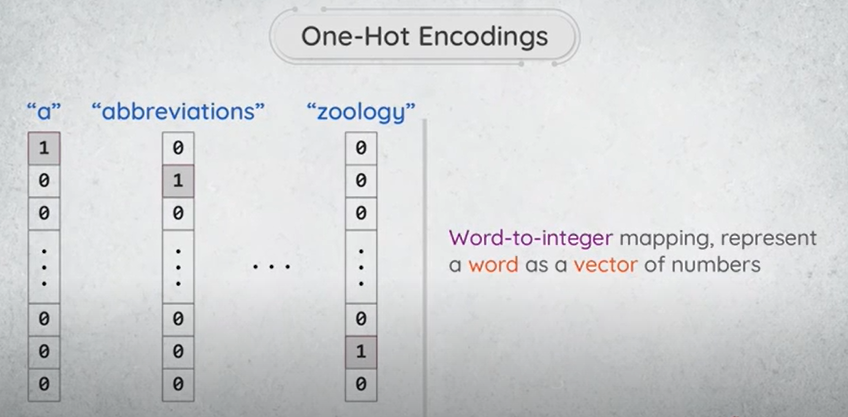 One-Hot Encodings
“a” “abbreviations” “zoology”
1 0 0
0 1 0
0 0 0
⋮ ⋮ ... ⋮
0 0 0
0 0 1
0 0 0
Word-to-integer mapping, represent
a word as a vector of numbers